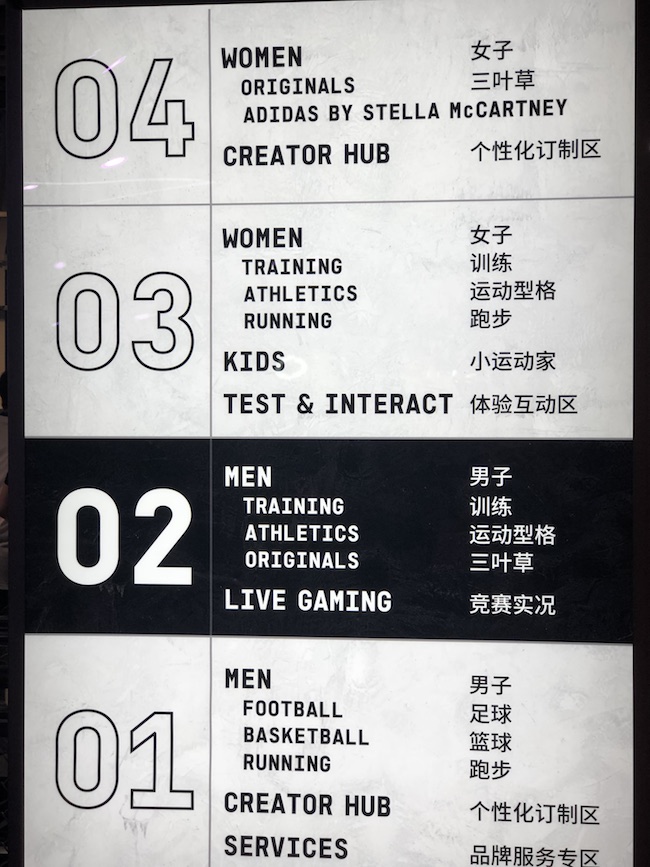 04
WOMEN 女子
ORIGINALS 三叶草
ADIDAS BY STELLA McCARTNEY
CREATOR HUB 个性化订制区
03
WOMEN 女子
TRAINING 训练
ATHLETICS 运动型格
RUNNING 跑步
KIDS 小运动家
TEST & INTERACT 体验互动区
02
MEN 男子
TRAINING 训练
ATHLETICS 运动型格
ORIGINALS 三叶草
LIVE GAMING 竞赛实况
01
MEN 男子
FOOTBALL 足球
BASKETBALL 篮球
RUNNING 跑步
CREATOR HUB 个性化订制区
SERVICES 品牌服务专区